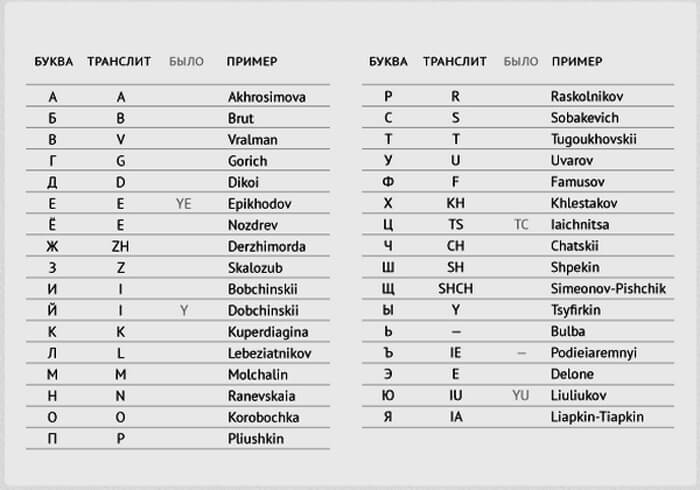 БУКВА ТРАНСЛИТ БЫЛО ПРИМЕР
А A Akhrosimova
Б B Brut
В V Vralman
Г G Gorich
Д D Dikoi
Е E YE Epikhodov
Ё E Nozdrev
Ж ZH Derzhimorda
З Z Skalozub
И I Bobchinskii
Й I Y Dobchinskii
К K Kuperdiagina
Л L Lebeziatnikov
М M Molchalin
Н N Ranevskaia
О O Korobochka
П P Pliushkin
БУКВА ТРАНСЛИТ БЫЛО ПРИМЕР
Р R Raskolnikov
С S Sobakevich
Т T Tugoukhovskii
У U Uvarov
Ф F Famusov
Х KH Khlestakov
Ц TS TC Iaichnitsa
Ч CH Chatskii
Ш SH Shpekin
Щ SHCH Simeonov-Pishchik
Ы Y Tsyfirkin
Ь – Bulba
Ъ IE – Podieiaremnyi
Э E Delone
Ю IU YU Liuliukov
Я IA Liapkin-Tiapkin